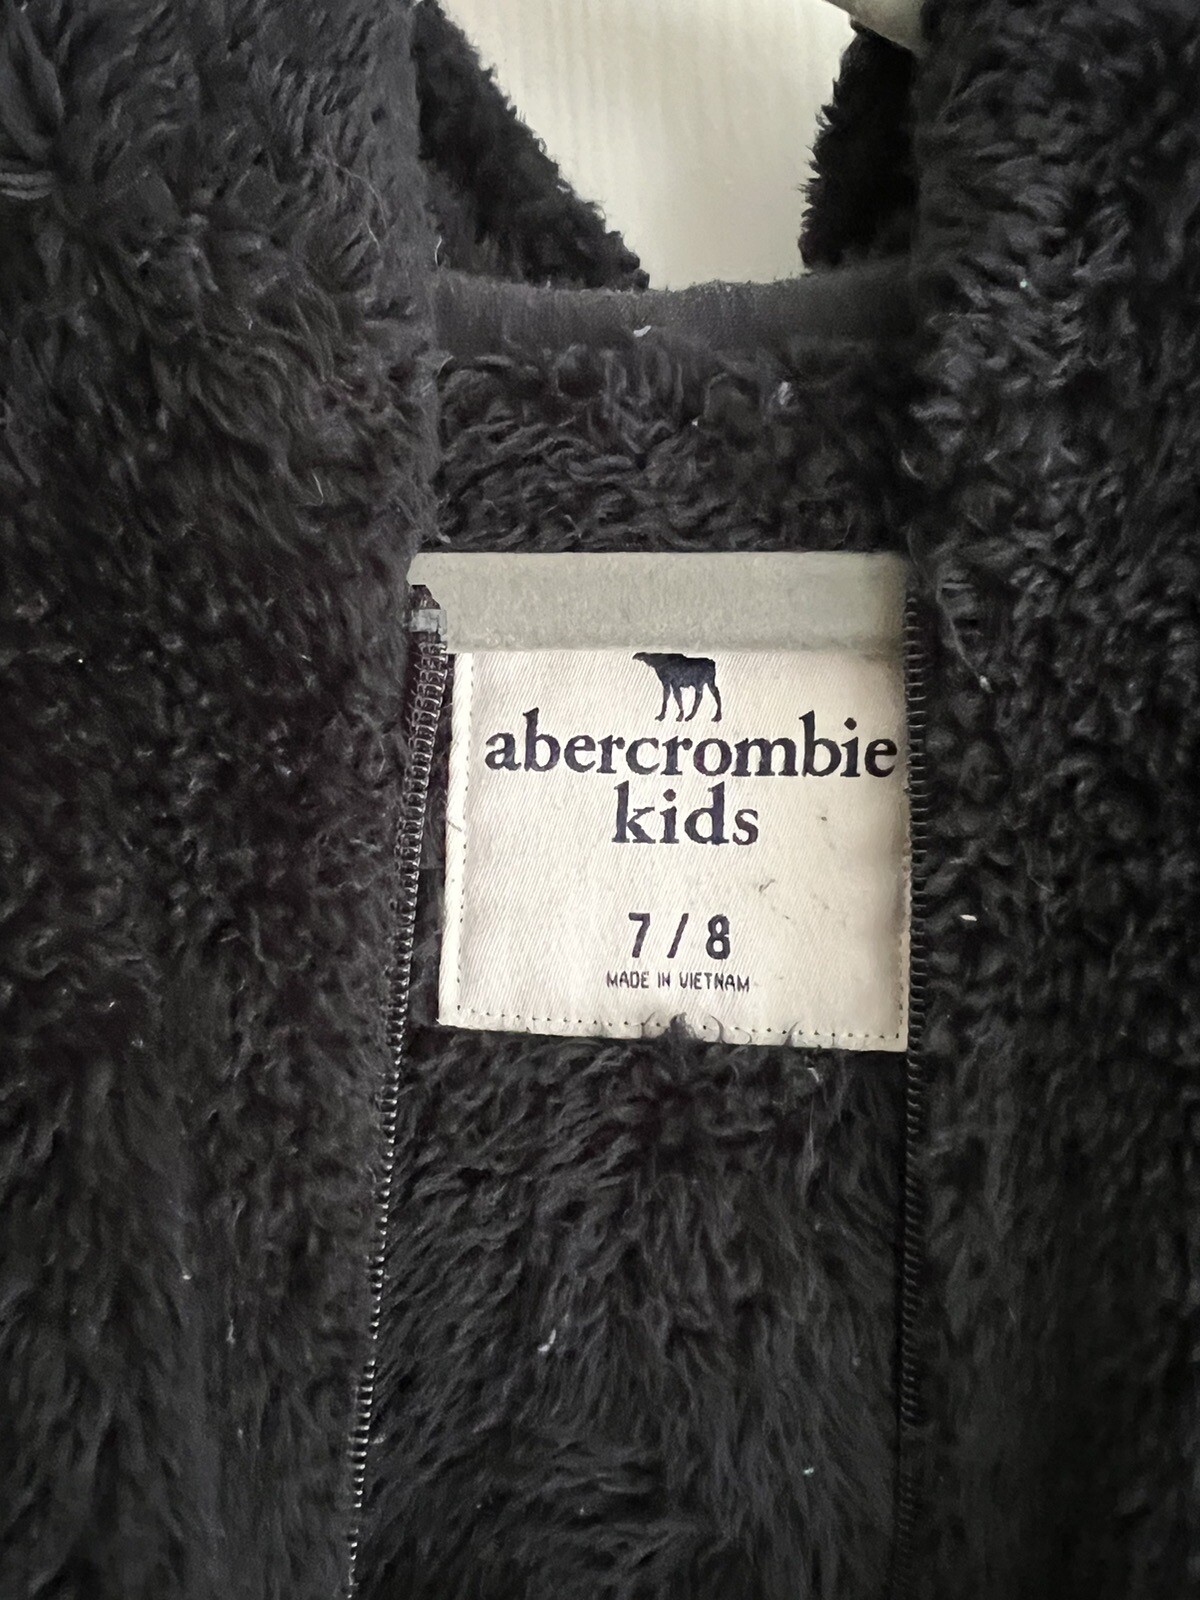 abercrombie
kids
7 / 8
MADE IN VIETNAM